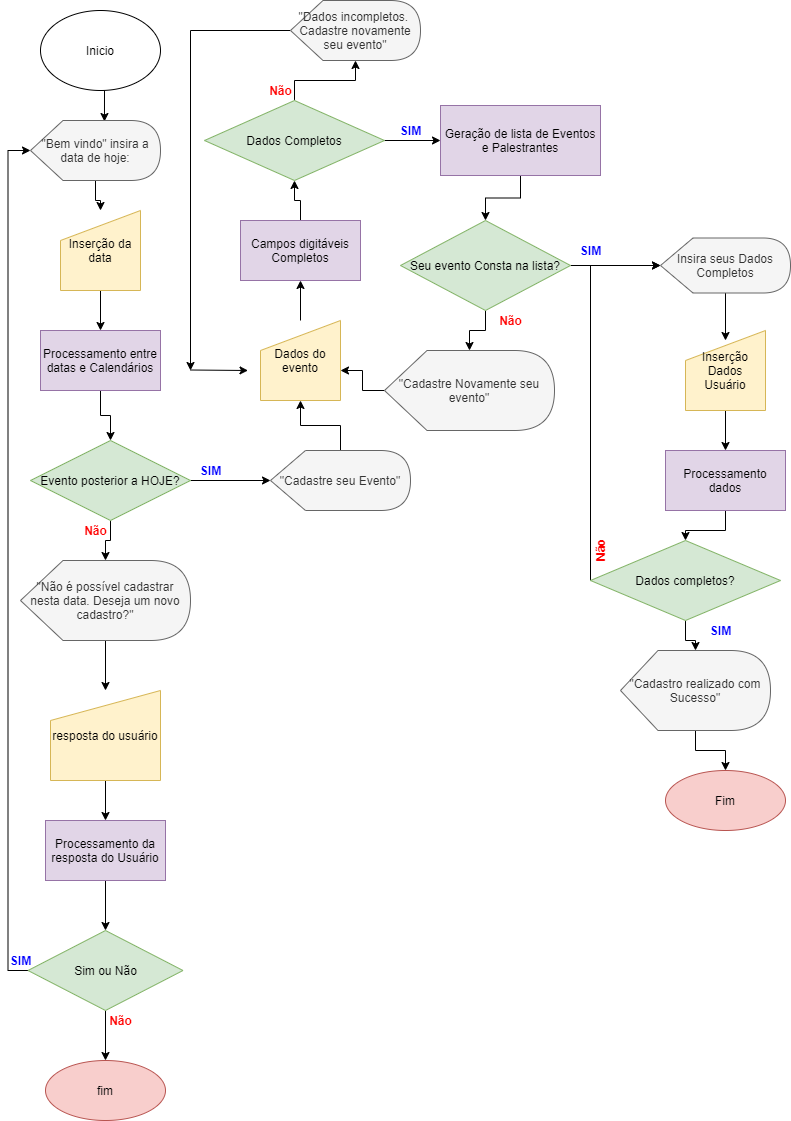 Inicio
"Bem vindo" insira a
data de hoje:
Inserção da
data
Processamento entre
datas e Calendários
Evento posterior a HOJE?
SIM
Não
"Não é possível cadastrar
nesta data. Deseja um novo
cadastro?"
resposta do usuário
Processamento da
resposta do Usuário
Sim ou Não
SIM
Não
fim
"Cadastre seu Evento"
Dados do
evento
Campos digitáveis
Completos
Dados Completos
Não
"Dados incompletos.
Cadastre novamente
seu evento"
SIM
Geração de lista de Eventos
e Palestrantes
Seu evento Consta na lista?
Não
"Cadastre Novamente seu
evento"
SIM
Insira seus Dados
Completos
Inserção
Dados
Usuário
Processamento
dados
Dados completos?
Não
SIM
"Cadastro realizado com
Sucesso"
Fim